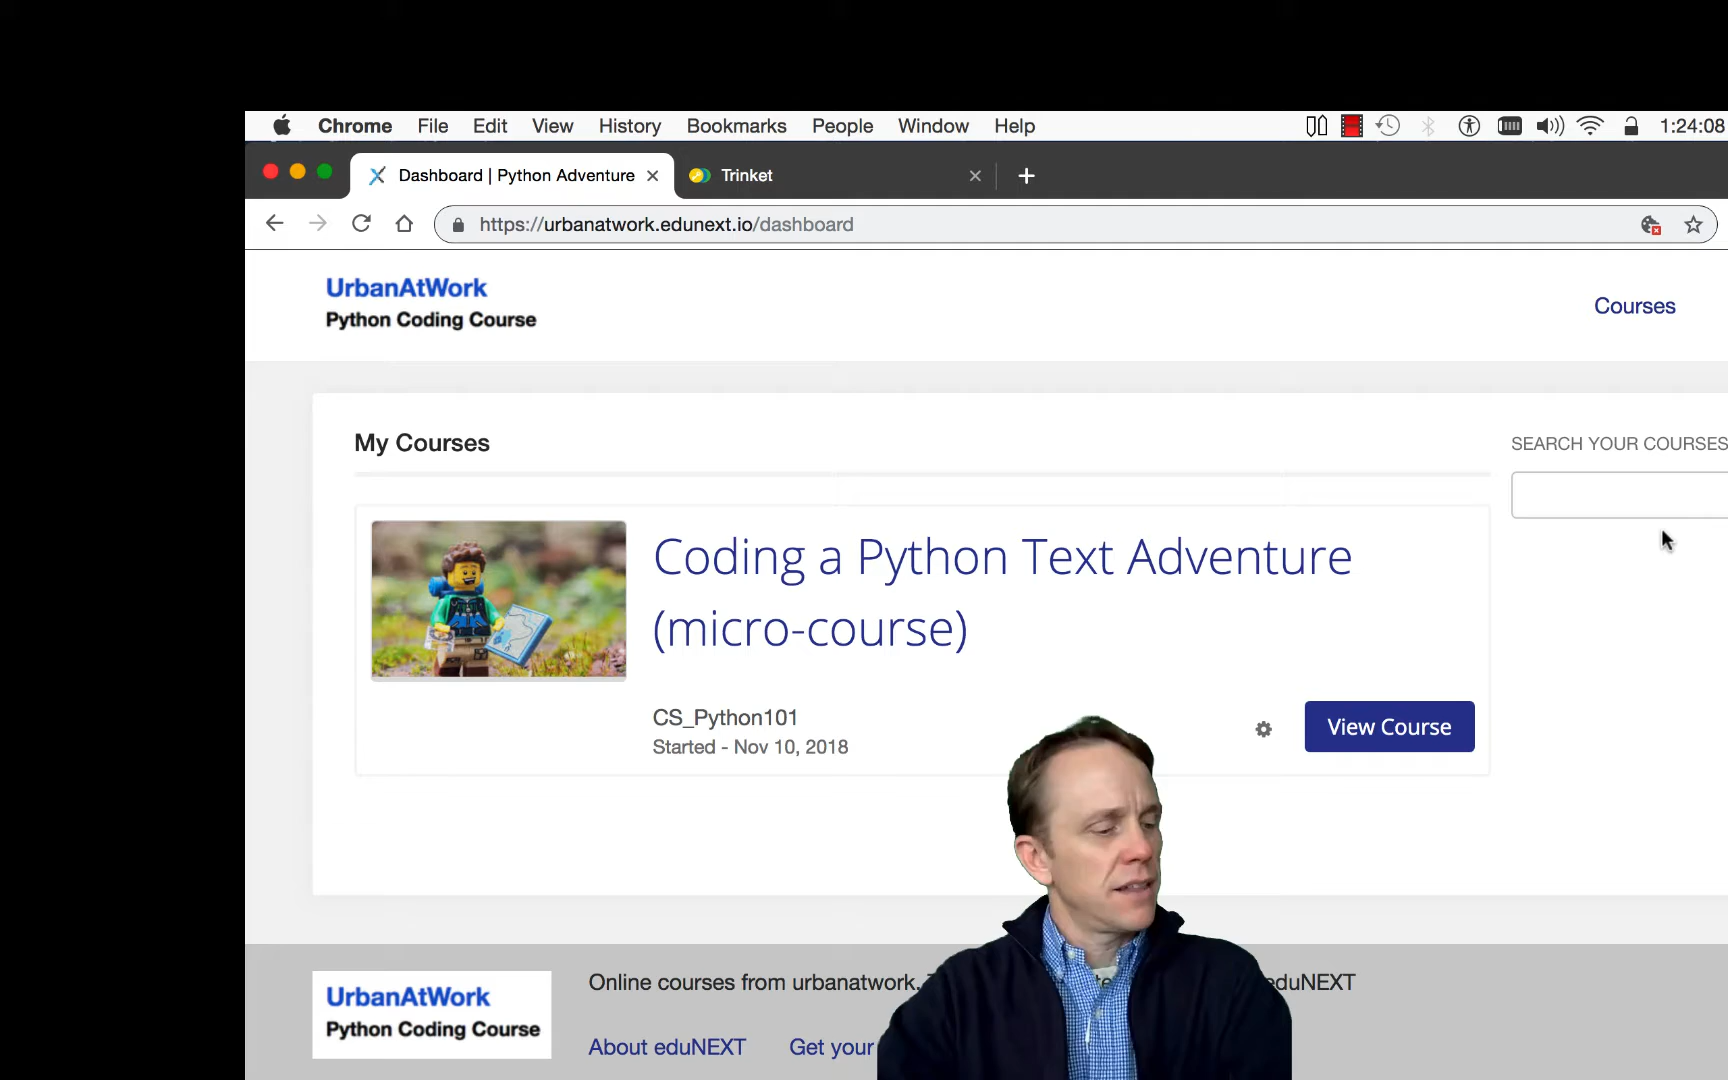 Chrome File Edit View History Bookmarks People Window Help 1:24:08
Dashboard | Python Adventure Trinket
https://urbanatwork.edunext.io/dashboard
UrbanAtWork
Python Coding Course
Courses
My Courses
SEARCH YOUR COURSES
Coding a Python Text Adventure
(micro-course)
CS_Python101
Started - Nov 10, 2018
View Course
Online courses from urbanatwork. eduNEXT
UrbanAtWork
Python Coding Course
About eduNEXT Get your